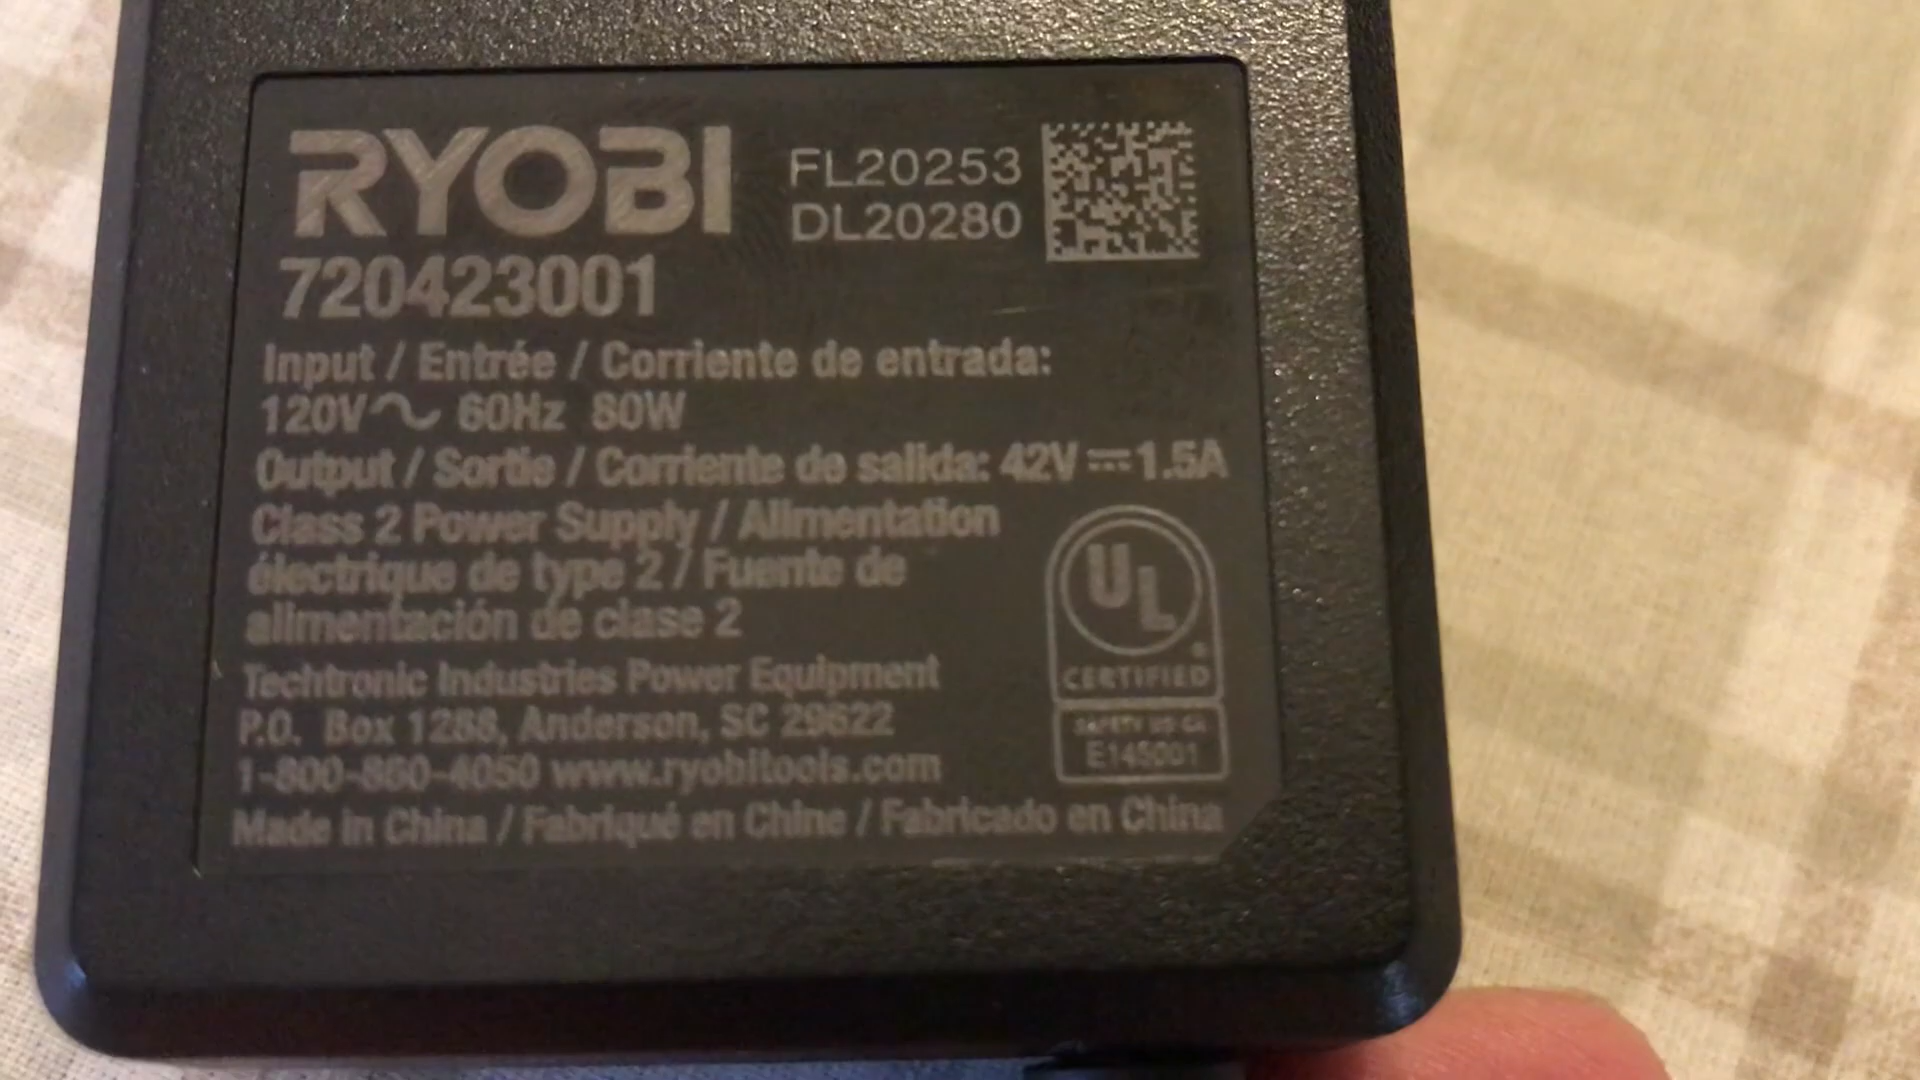 RYOBI
FL20253
DL20280
720423001
Input / Entrée / Corriente de entrada:
120V~ 60Hz 80W
Output / Sortie / Corriente de salida: 42V ⎓ 1.5A
Class 2 Power Supply / Alimentation
électrique de type 2 / Fuente de
alimentación de clase 2
UL
CERTIFIED
SAFETY US-CA
E145001
Techtronic Industries Power Equipment
P.O. Box 1288, Anderson, SC 29622
1-800-860-4050 www.ryobitools.com
Made in China / Fabriqué en Chine / Fabricado en China